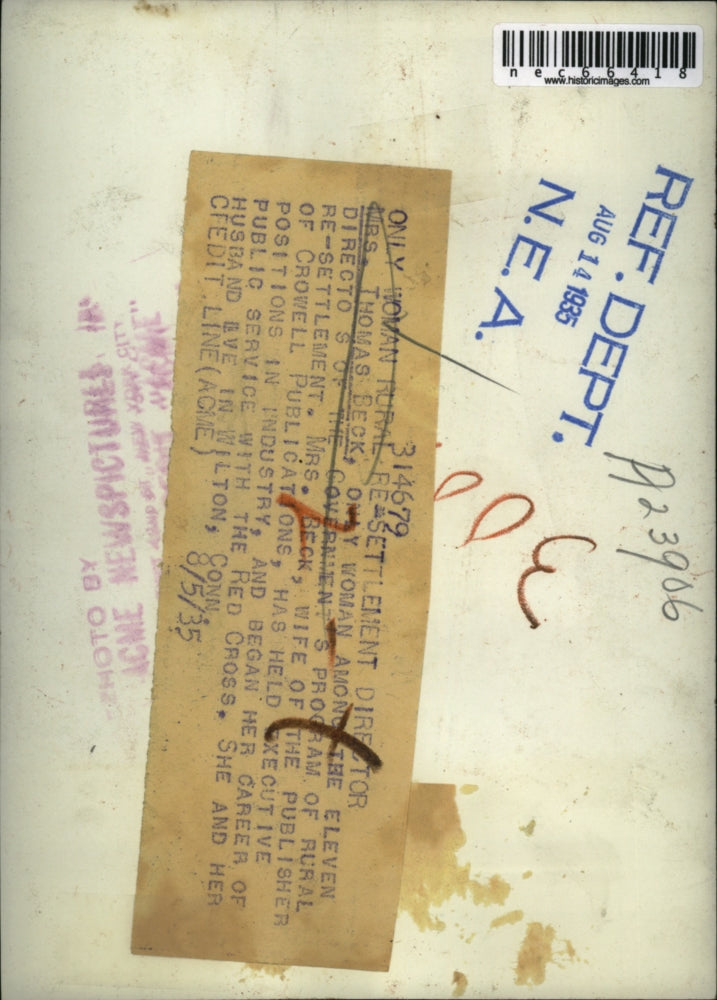 nec66418
www.historicimages.com
REF. DEPT.
AUG 14 1935
N.E.A.
314679
ONLY WOMAN RURAL RE-SETTLEMENT DIRECTOR
MRS. THOMAS BECK, ONLY WOMAN AMONG THE ELEVEN
DIRECTO S OF THE GOVERNMENT'S PROGRAM OF RURAL
RE-SETTLEMENT. MRS. BECK, WIFE OF THE PUBLISHER
OF CROWELL PUBLICATIONS, HAS HELD EXECUTIVE
POSITIONS IN INDUSTRY, AND BEGAN HER CAREER OF
PUBLIC SERVICE WITH THE RED CROSS. SHE AND HER
HUSBAND LIVE IN WILTON, CONN.
CREDIT LINE (ACME) 8/5/35
PHOTO BY
ACME NEWSPICTURES, IN
NEW YORK CITY